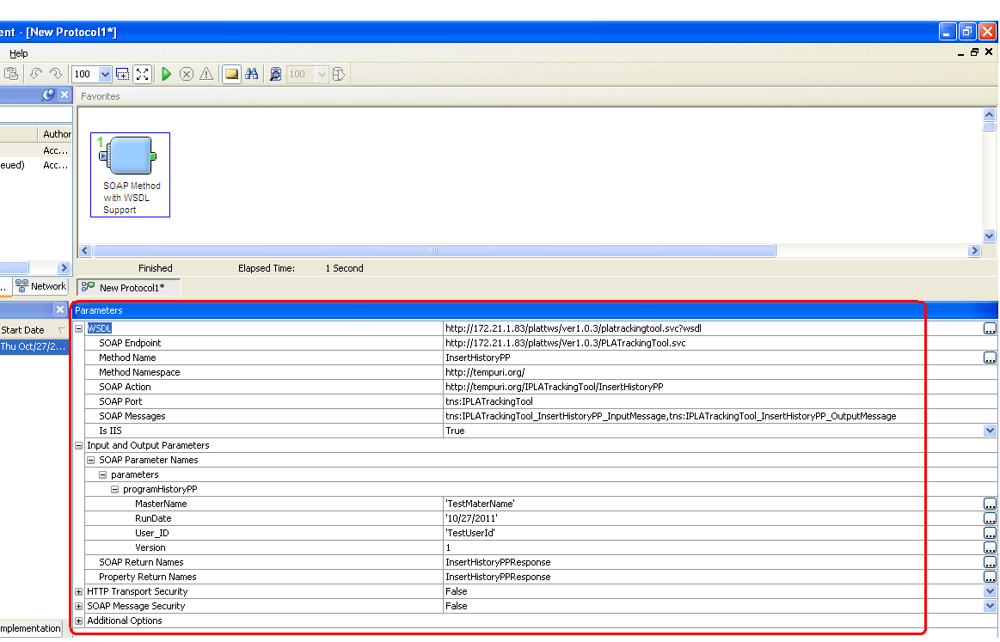 ent - [New Protocol1*]
Help
100
100
Favorites
Author
Acc...
eued) Acc...
1
SOAP Method
with WSDL
Support
Finished Elapsed Time: 1 Second
... Network
New Protocol1*
Parameters
Start Date
Thu Oct/27/2...
WSDL http://172.21.1.83/plattws/ver1.0.3/platrackingtool.svc?wsdl ...
SOAP Endpoint http://172.21.1.83/plattws/Ver1.0.3/PLATrackingTool.svc
Method Name InsertHistoryPP ...
Method Namespace http://tempuri.org/
SOAP Action http://tempuri.org/IPLATrackingTool/InsertHistoryPP
SOAP Port tns:IPLATrackingTool
SOAP Messages tns:IPLATrackingTool_InsertHistoryPP_InputMessage,tns:IPLATrackingTool_InsertHistoryPP_OutputMessage
Is IIS True
Input and Output Parameters
SOAP Parameter Names
parameters
programHistoryPP
MasterName 'TestMaterName' ...
RunDate '10/27/2011' ...
User_ID 'TestUserId' ...
Version 1 ...
SOAP Return Names InsertHistoryPPResponse ...
Property Return Names InsertHistoryPPResponse ...
HTTP Transport Security False
SOAP Message Security False
Additional Options
mplementation